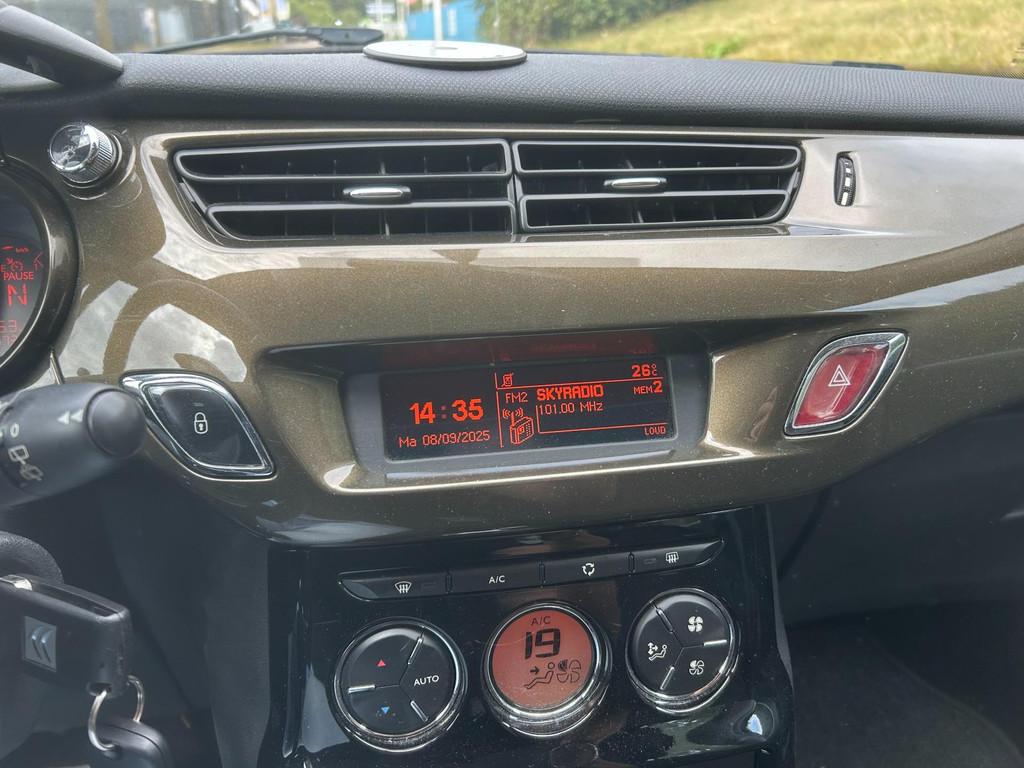 PAUSE
N
26°C
FM2 SKYRADIO MEM2
14:35
101.00 MHz
Ma 08/09/2025
LOUD
A/C
A/C
19
AUTO